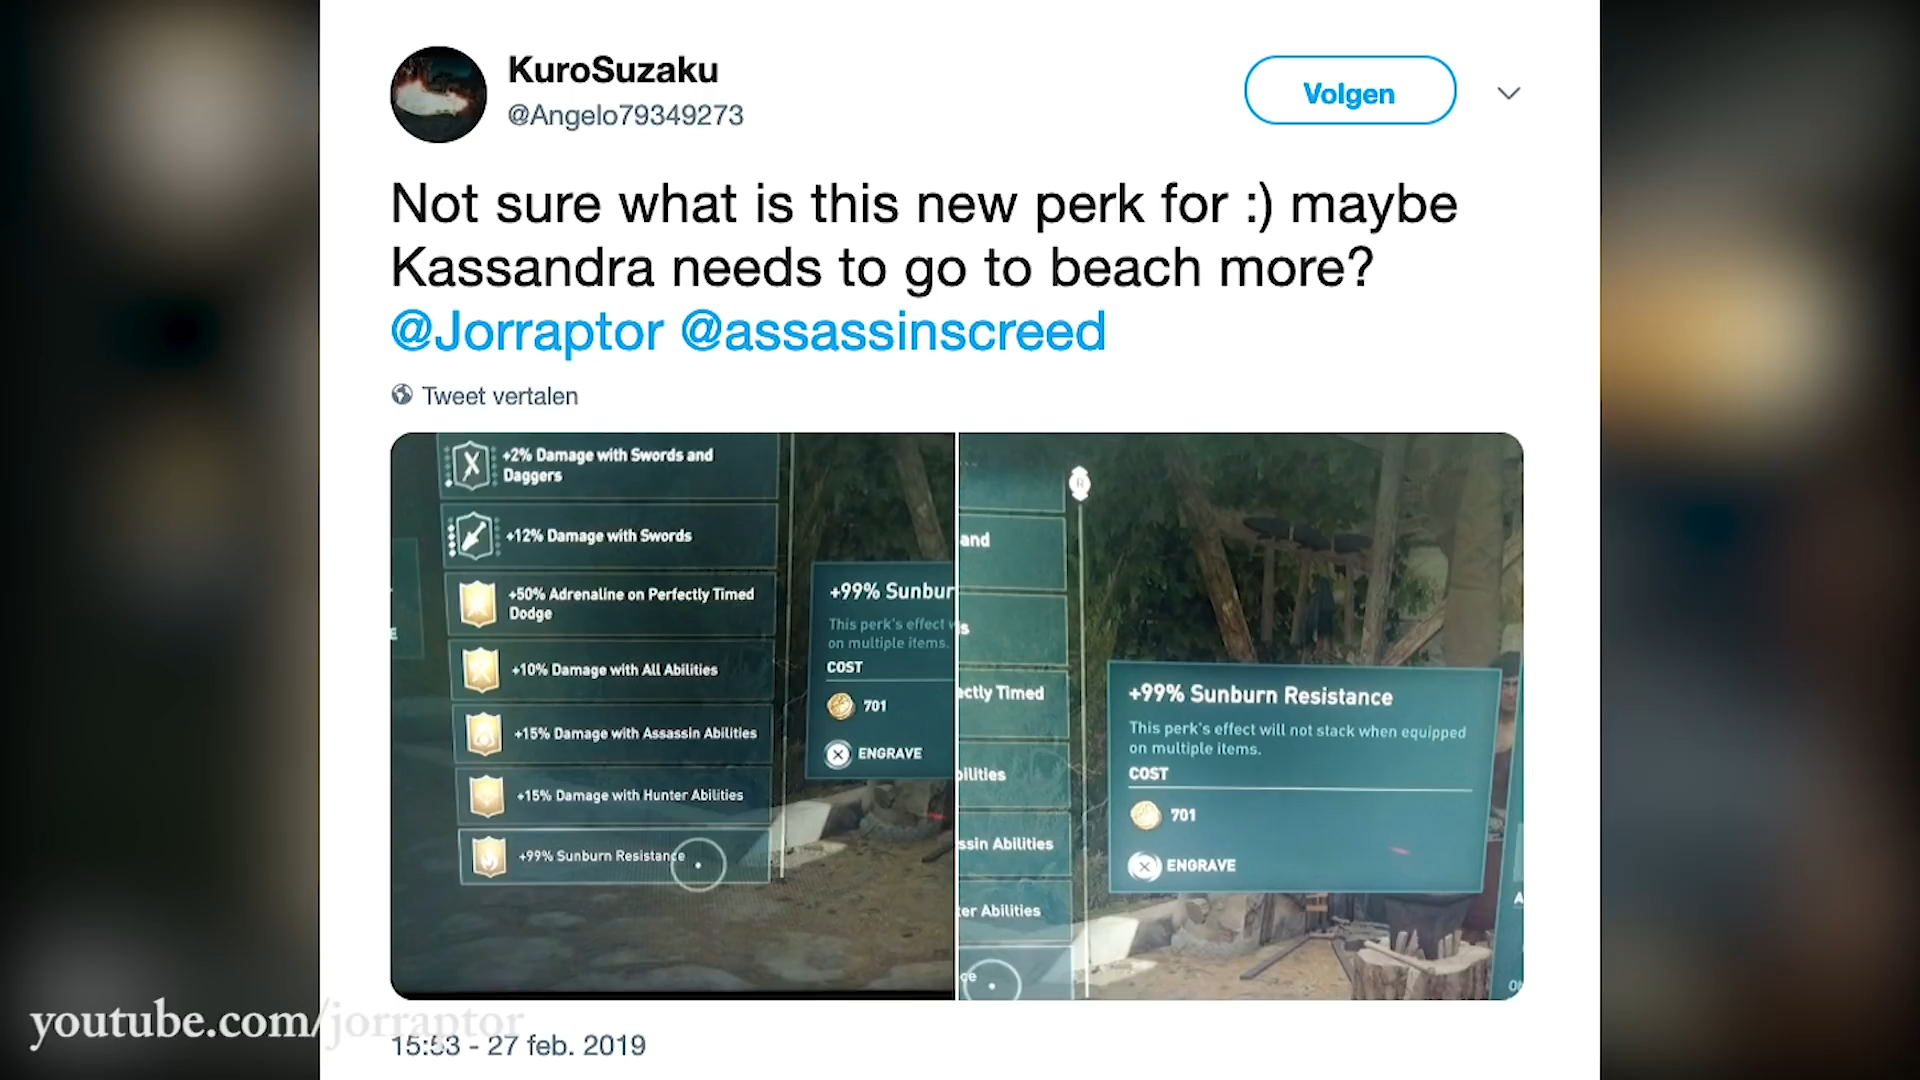 KuroSuzaku
@Angelo79349273
Volgen
Not sure what is this new perk for :) maybe
Kassandra needs to go to beach more?
@Jorraptor @assassinscreed
Tweet vertalen
+2% Damage with Swords and
Daggers
+12% Damage with Swords
+50% Adrenaline on Perfectly Timed
Dodge
+10% Damage with All Abilities
+15% Damage with Assassin Abilities
+15% Damage with Hunter Abilities
+99% Sunburn Resistance
E
+99% Sunbur
This perk's effect
on multiple items.
COST
701
ENGRAVE
R
and
s
ectly Timed
bilities
ssin Abilities
ter Abilities
ce
+99% Sunburn Resistance
This perk's effect will not stack when equipped
on multiple items.
COST
701
ENGRAVE
A
youtube.com/jorraptor
15:53 - 27 feb. 2019